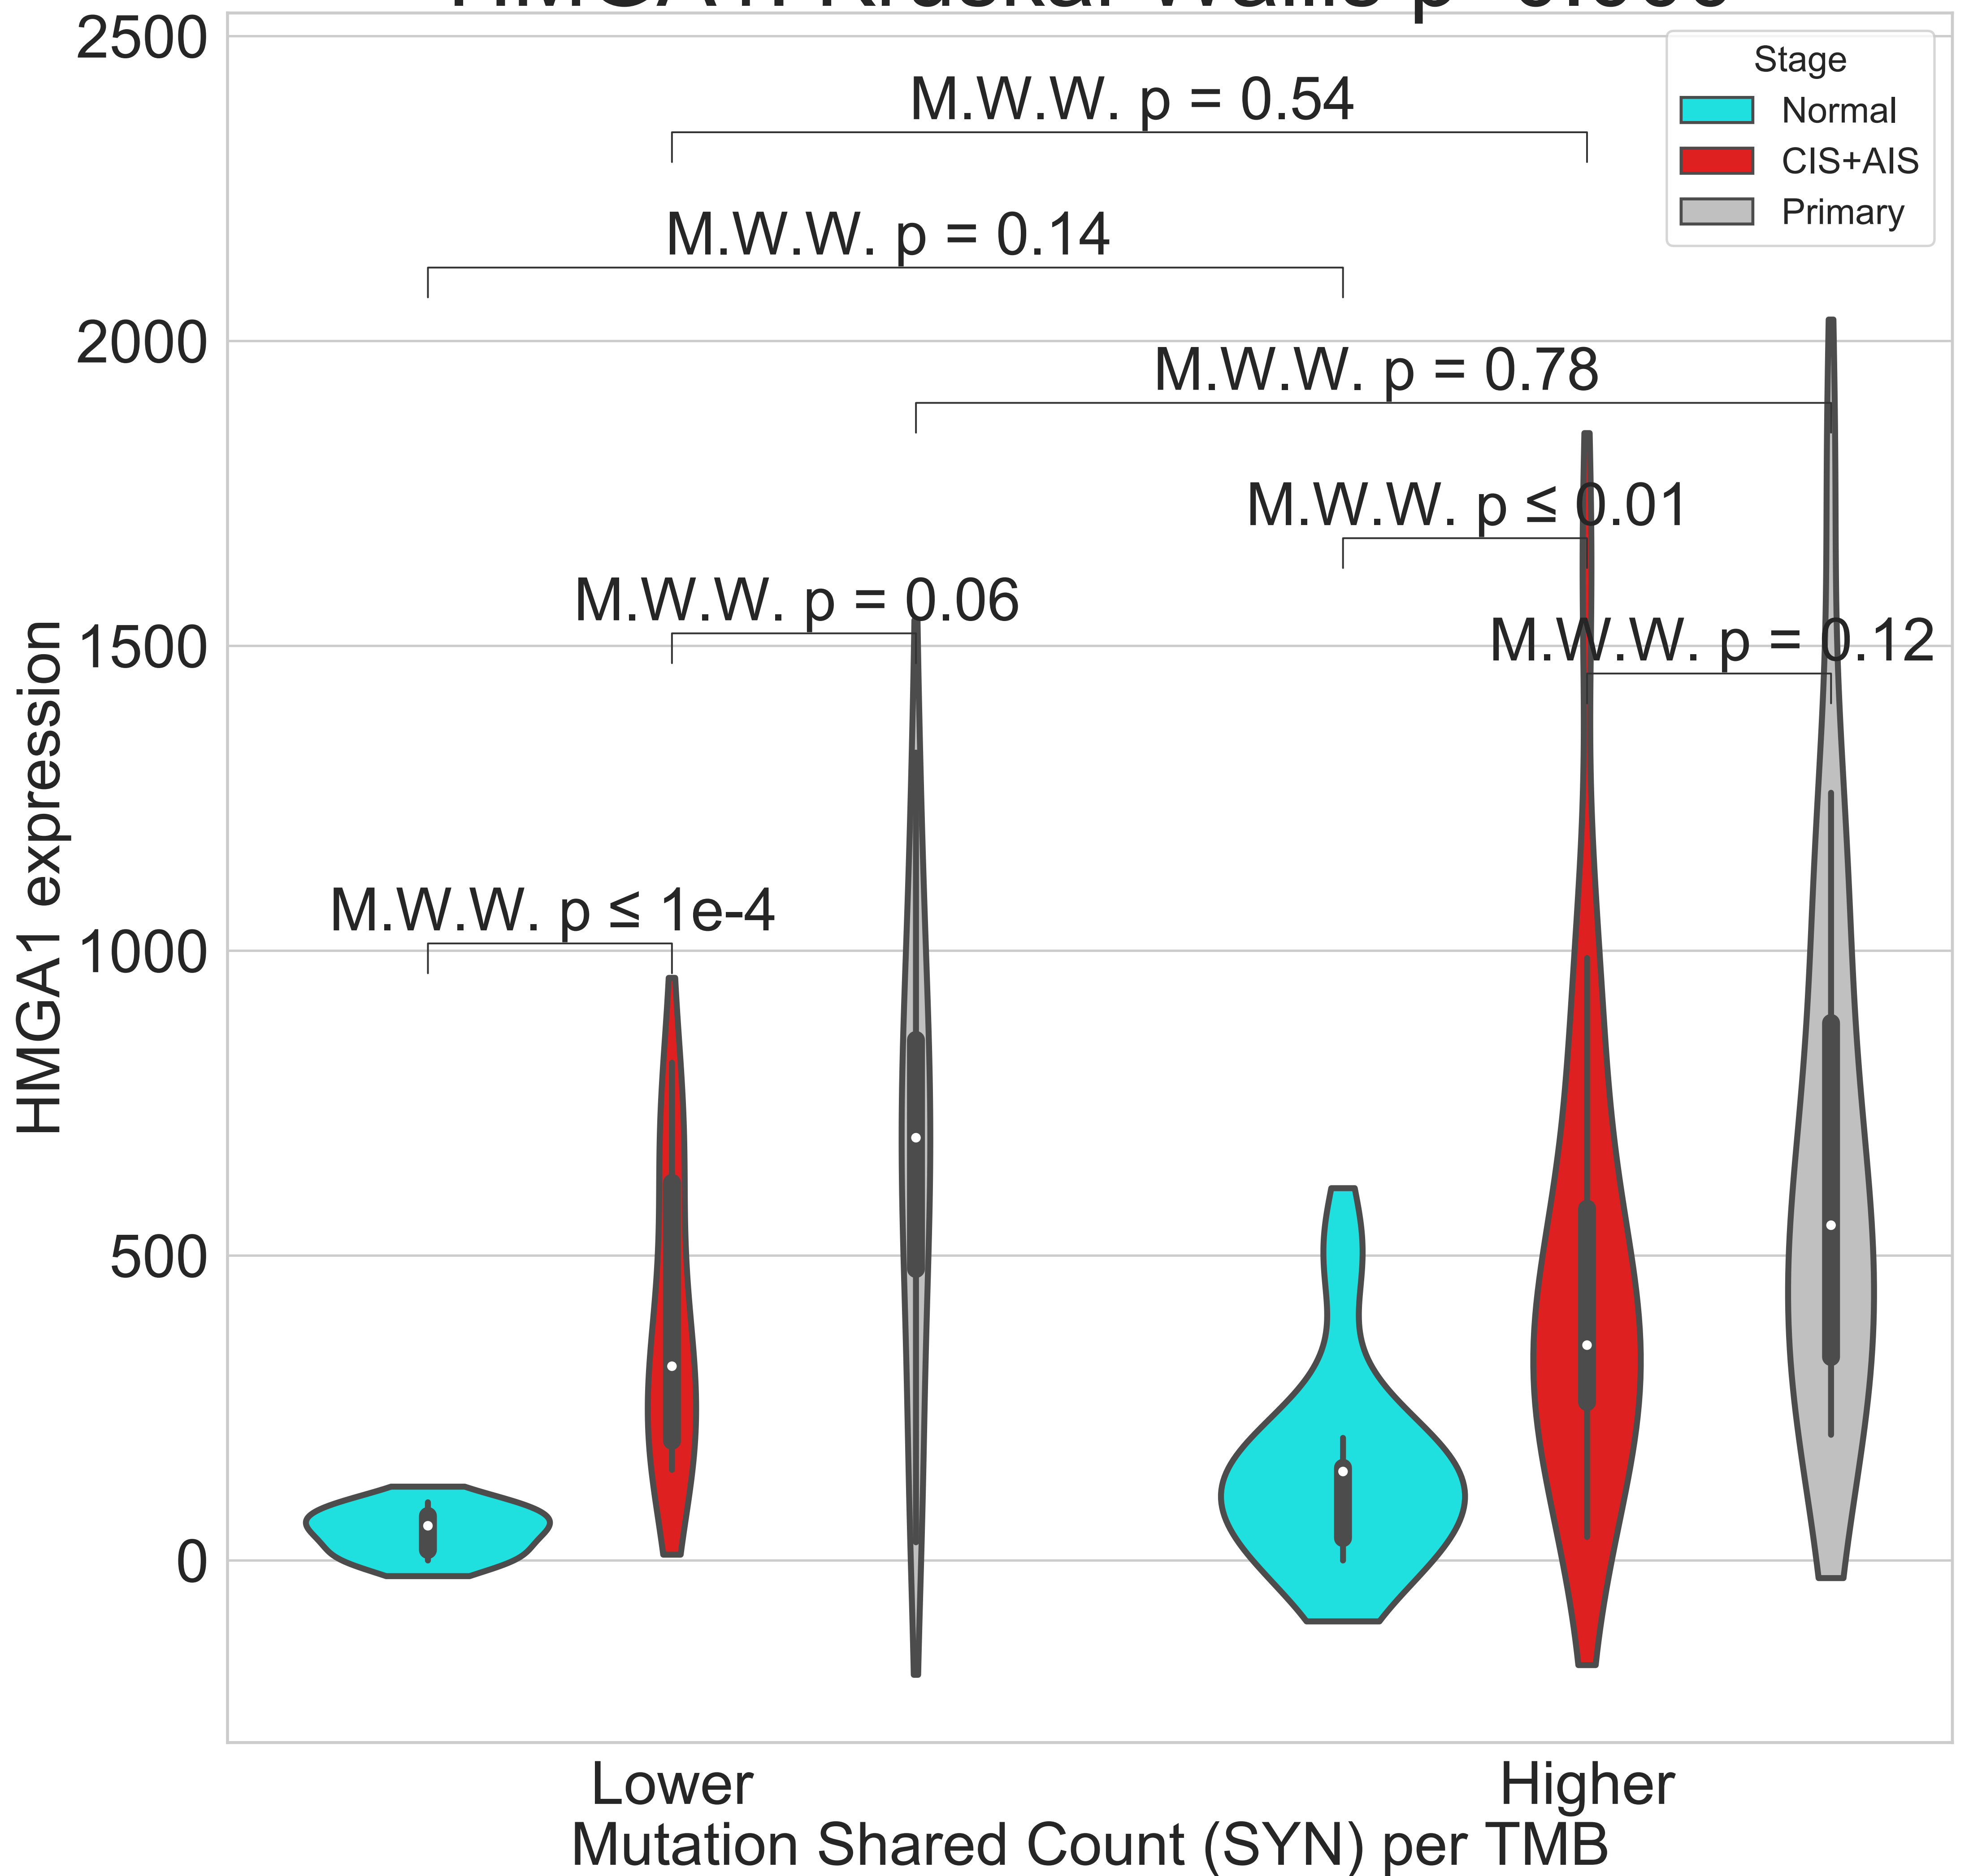 2500
Stage
Normal
CIS+AIS
Primary
M.W.W. p = 0.54
M.W.W. p = 0.14
2000
M.W.W. p = 0.78
M.W.W. p ≤ 0.01
M.W.W. p = 0.06
M.W.W. p = 0.12
1500
HMGA1 expression
M.W.W. p ≤ 1e-4
1000
500
0
Lower
Higher
Mutation Shared Count (SYN) per TMB